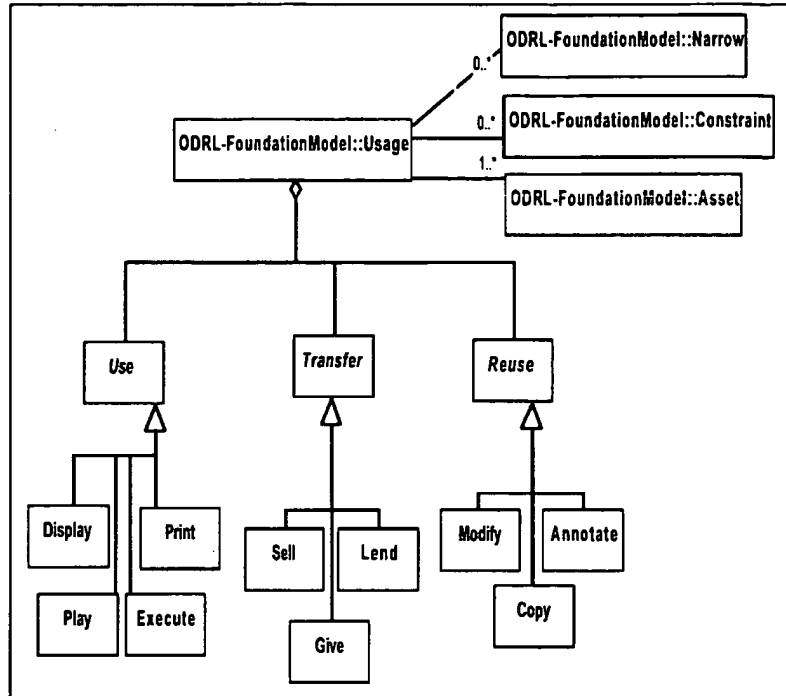 ODRL-FoundationModel::Narrow
0..*
ODRL-FoundationModel::Usage
0..*
ODRL-FoundationModel::Constraint
1..*
ODRL-FoundationModel::Asset
Use
Transfer
Reuse
Display
Print
Sell
Lend
Modify
Annotate
Play
Execute
Give
Copy